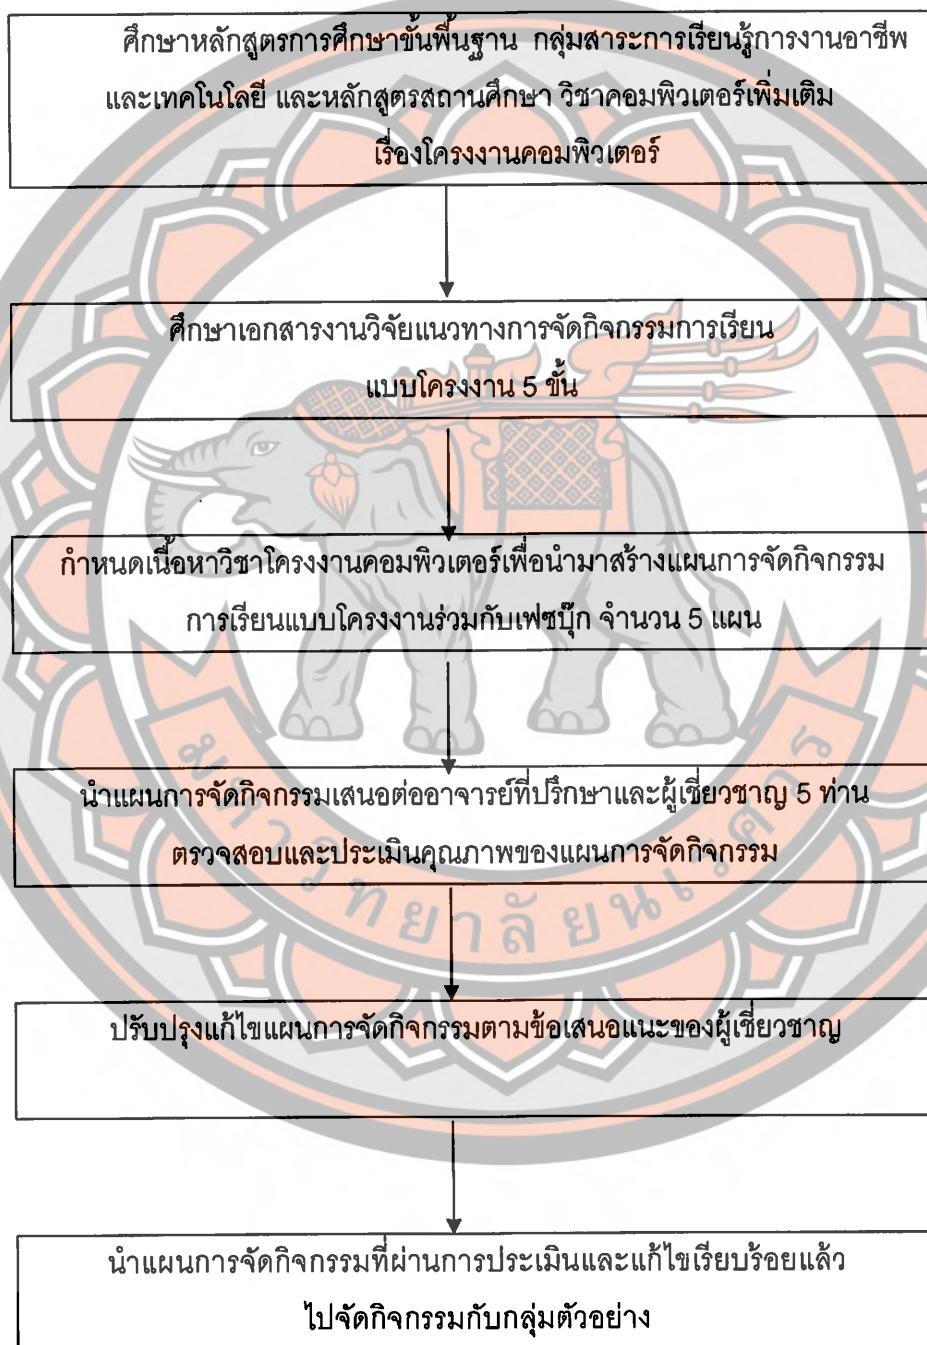 ศึกษาหลักสูตรการศึกษาขั้นพื้นฐาน กลุ่มสาระการเรียนรู้การงานอาชีพ
และเทคโนโลยี และหลักสูตรสถานศึกษา วิชาคอมพิวเตอร์เพิ่มเติม
เรื่องโครงงานคอมพิวเตอร์
ศึกษาเอกสารงานวิจัยแนวทางการจัดกิจกรรมการเรียน
แบบโครงงาน 5 ขั้น
กำหนดเนื้อหาวิชาโครงงานคอมพิวเตอร์เพื่อนำมาสร้างแผนการจัดกิจกรรม
การเรียนแบบโครงงานร่วมกับเฟซบุ๊ก จำนวน 5 แผน
นำแผนการจัดกิจกรรมเสนอต่ออาจารย์ที่ปรึกษาและผู้เชี่ยวชาญ 5 ท่าน
ตรวจสอบและประเมินคุณภาพของแผนการจัดกิจกรรม
มหาวิทยาลัยนเรศวร
ปรับปรุงแก้ไขแผนการจัดกิจกรรมตามข้อเสนอแนะของผู้เชี่ยวชาญ
นำแผนการจัดกิจกรรมที่ผ่านการประเมินและแก้ไขเรียบร้อยแล้ว
ไปจัดกิจกรรมกับกลุ่มตัวอย่าง